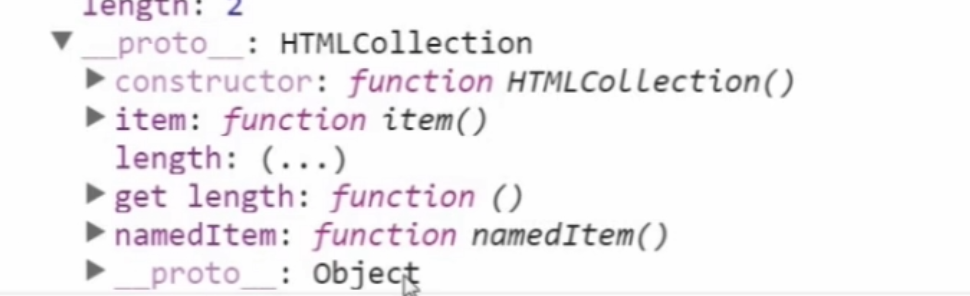 length: 2
__proto__: HTMLCollection
constructor: function HTMLCollection()
item: function item()
length: (...)
get length: function ()
namedItem: function namedItem()
__proto__: Object